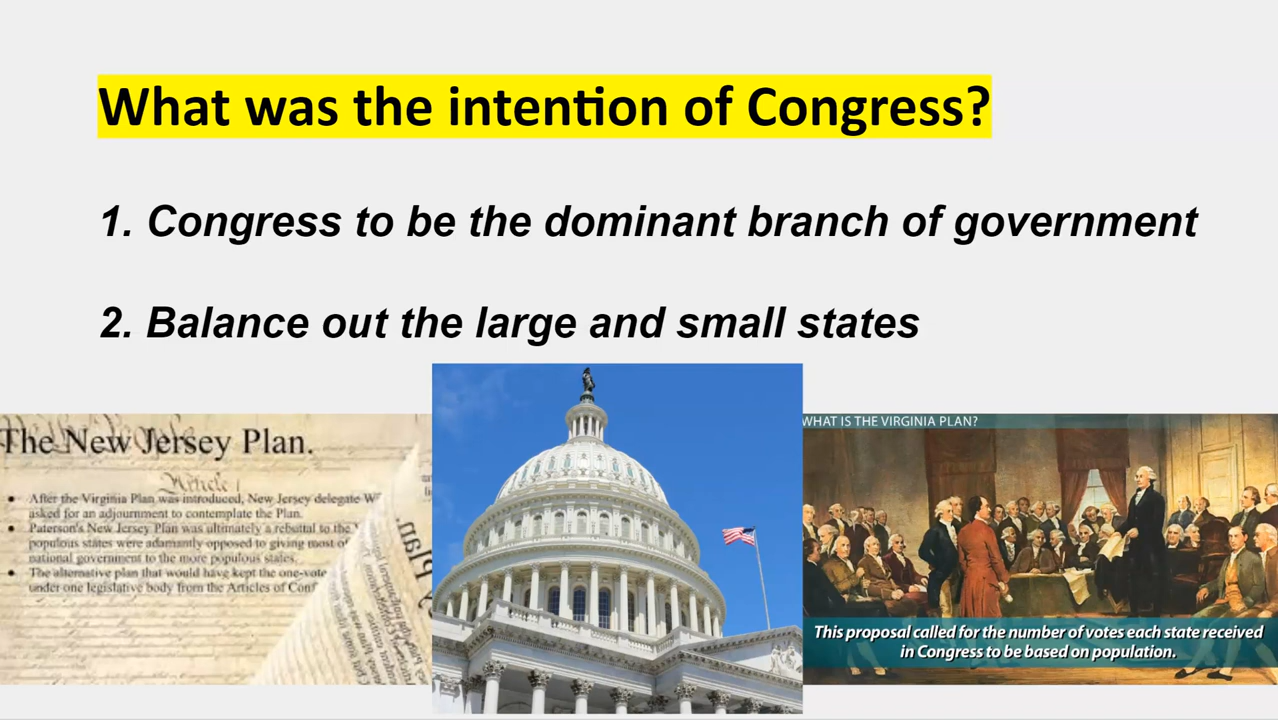 What was the intention of Congress?
1. Congress to be the dominant branch of government
2. Balance out the large and small states
The New Jersey Plan.
Article 1
• After the Virginia Plan was introduced, New Jersey delegate W
asked for an adjournment to contemplate the Plan.
• Paterson's New Jersey Plan was ultimately a rebuttal to the
populous states were adamantly opposed to giving most of
national government to the more populous states.
• The alternative plan that would have kept the one-vote
under one legislative body from the Articles of Conf
WHAT IS THE VIRGINIA PLAN?
This proposal called for the number of votes each state received
in Congress to be based on population.